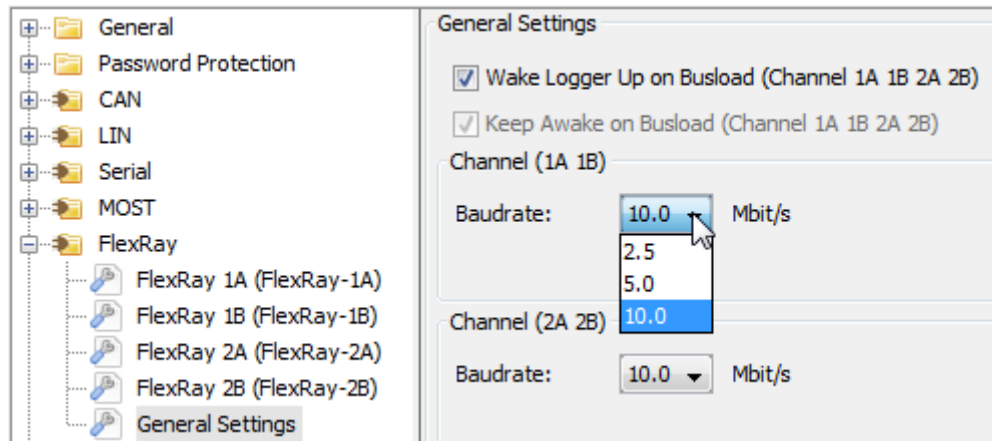 General
Password Protection
CAN
LIN
Serial
MOST
FlexRay
FlexRay 1A (FlexRay-1A)
FlexRay 1B (FlexRay-1B)
FlexRay 2A (FlexRay-2A)
FlexRay 2B (FlexRay-2B)
General Settings
General Settings
Wake Logger Up on Busload (Channel 1A 1B 2A 2B)
Keep Awake on Busload (Channel 1A 1B 2A 2B)
Channel (1A 1B)
Baudrate: 10.0 Mbit/s
2.5
5.0
10.0
Channel (2A 2B)
Baudrate: 10.0 Mbit/s